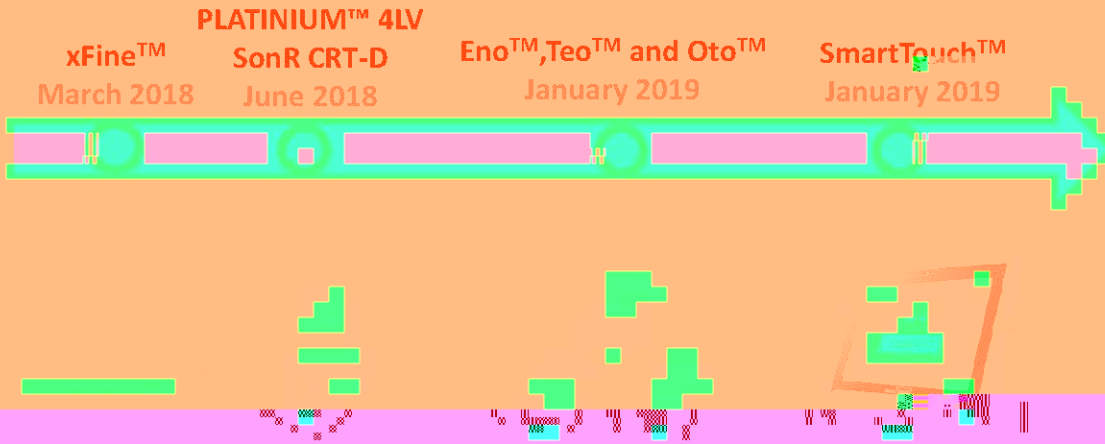 xFine™
March 2018
PLATINIUM™ 4LV
SonR CRT-D
June 2018
Eno™,Teo™ and Oto™
January 2019
SmartTouch™
January 2019